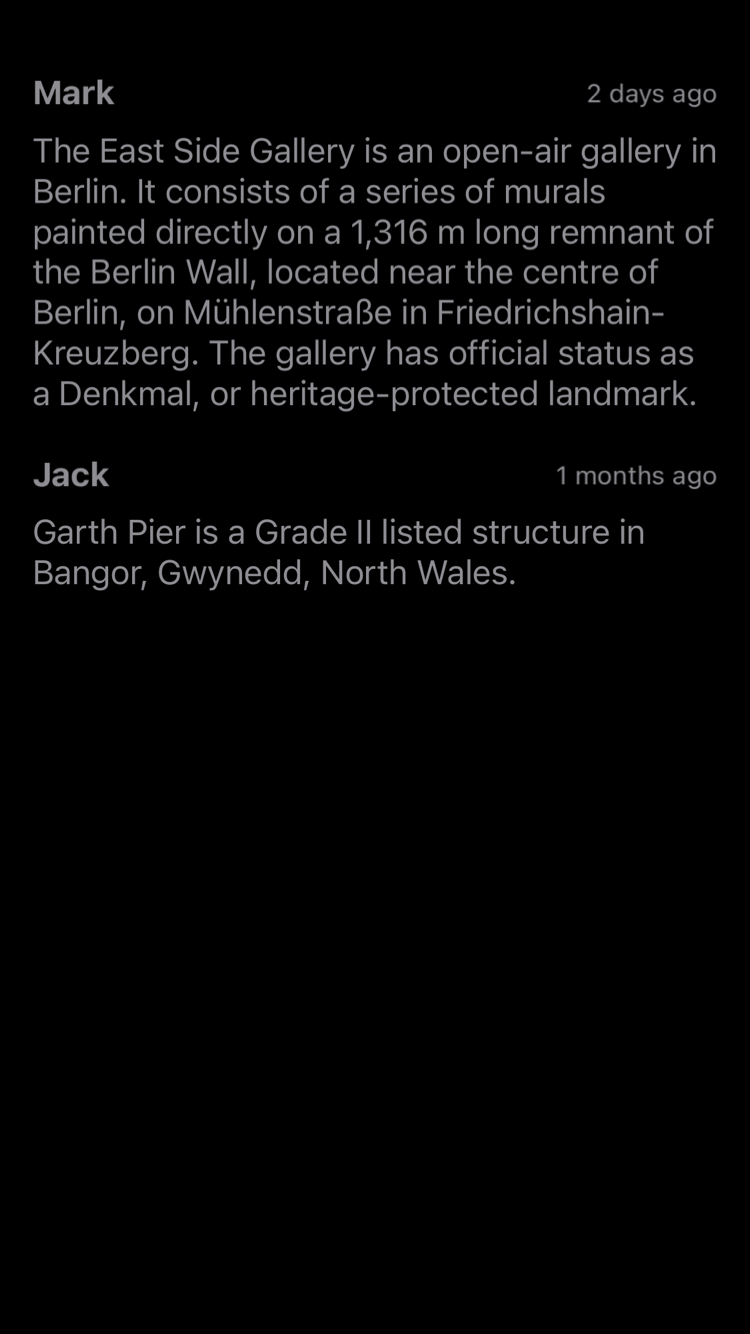 Mark
2 days ago
The East Side Gallery is an open-air gallery in
Berlin. It consists of a series of murals
painted directly on a 1,316 m long remnant of
the Berlin Wall, located near the centre of
Berlin, on Mühlenstraße in Friedrichshain-
Kreuzberg. The gallery has official status as
a Denkmal, or heritage-protected landmark.
Jack
1 months ago
Garth Pier is a Grade II listed structure in
Bangor, Gwynedd, North Wales.